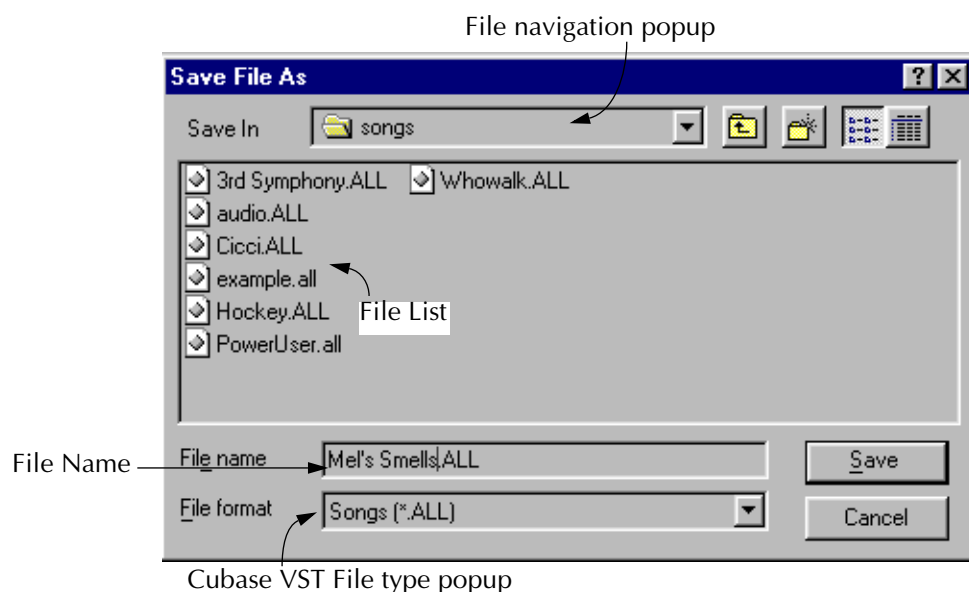 File navigation popup
Save File As
Save In
songs
3rd Symphony.ALL
Whowalk.ALL
audio.ALL
Cicci.ALL
example.all
Hockey.ALL
File List
PowerUser.all
File Name
File name
Mel's Smells.ALL
Save
File format
Songs (*.ALL)
Cancel
Cubase VST File type popup